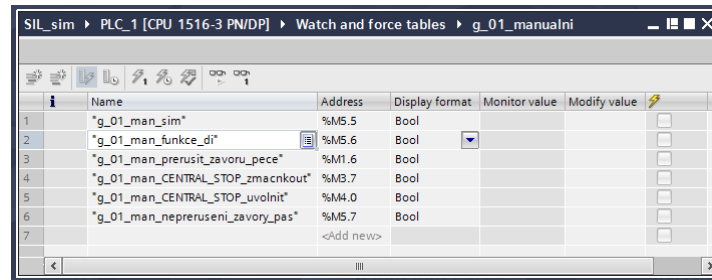 SIL_sim ▸ PLC_1 [CPU 1516-3 PN/DP] ▸ Watch and force tables ▸ g_01_manualni
i Name Address Display format Monitor value Modify value
1 "g_01_man_sim" %M5.5 Bool
2 "g_01_man_funkce_di" %M5.6 Bool
3 "g_01_man_prerusit_zavoru_pece" %M1.6 Bool
4 "g_01_man_CENTRAL_STOP_zmacnkout" %M3.7 Bool
5 "g_01_man_CENTRAL_STOP_uvolnit" %M4.0 Bool
6 "g_01_man_nepreruseni_zavory_pas" %M5.7 Bool
7 <Add new>